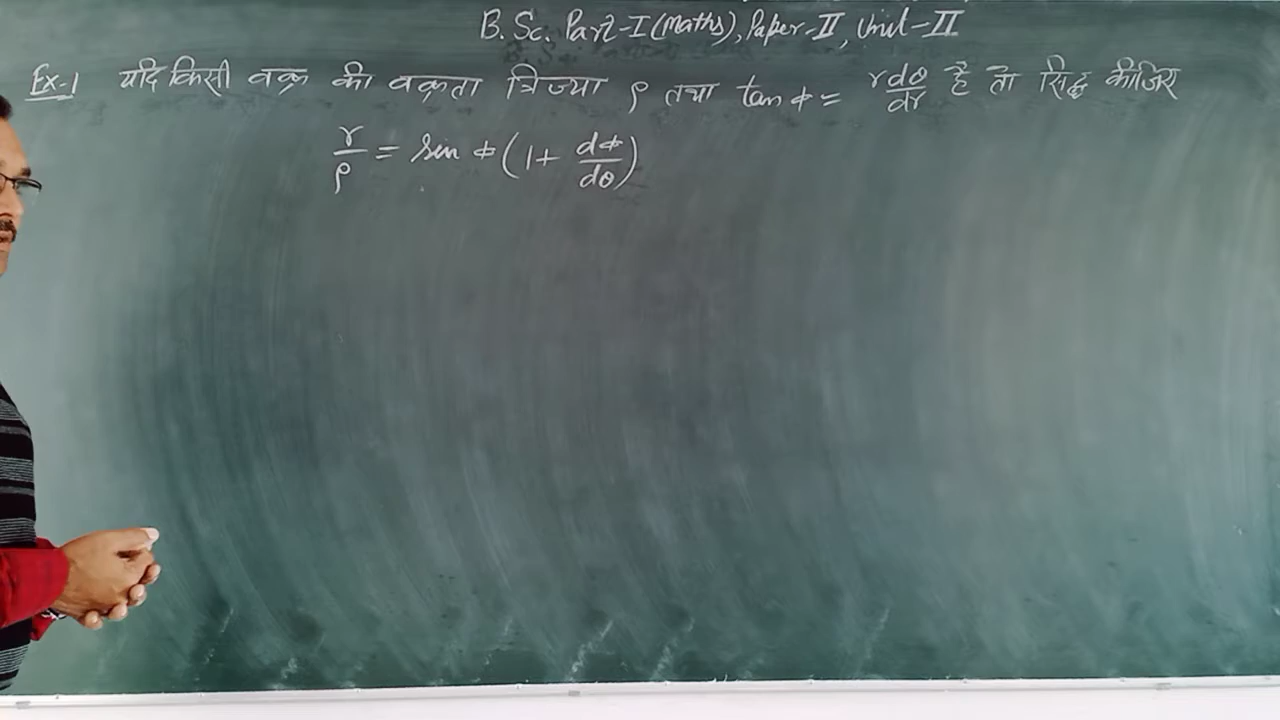 B.Sc. Part-I (Maths), Paper-II, Unit-II
Ex-1 यदि किसी वक्र की वक्रता त्रिज्या ρ तथा tan ϕ = r dθ/dr है तो सिद्ध कीजिए
r/ρ = sin ϕ (1 + dϕ/dθ)